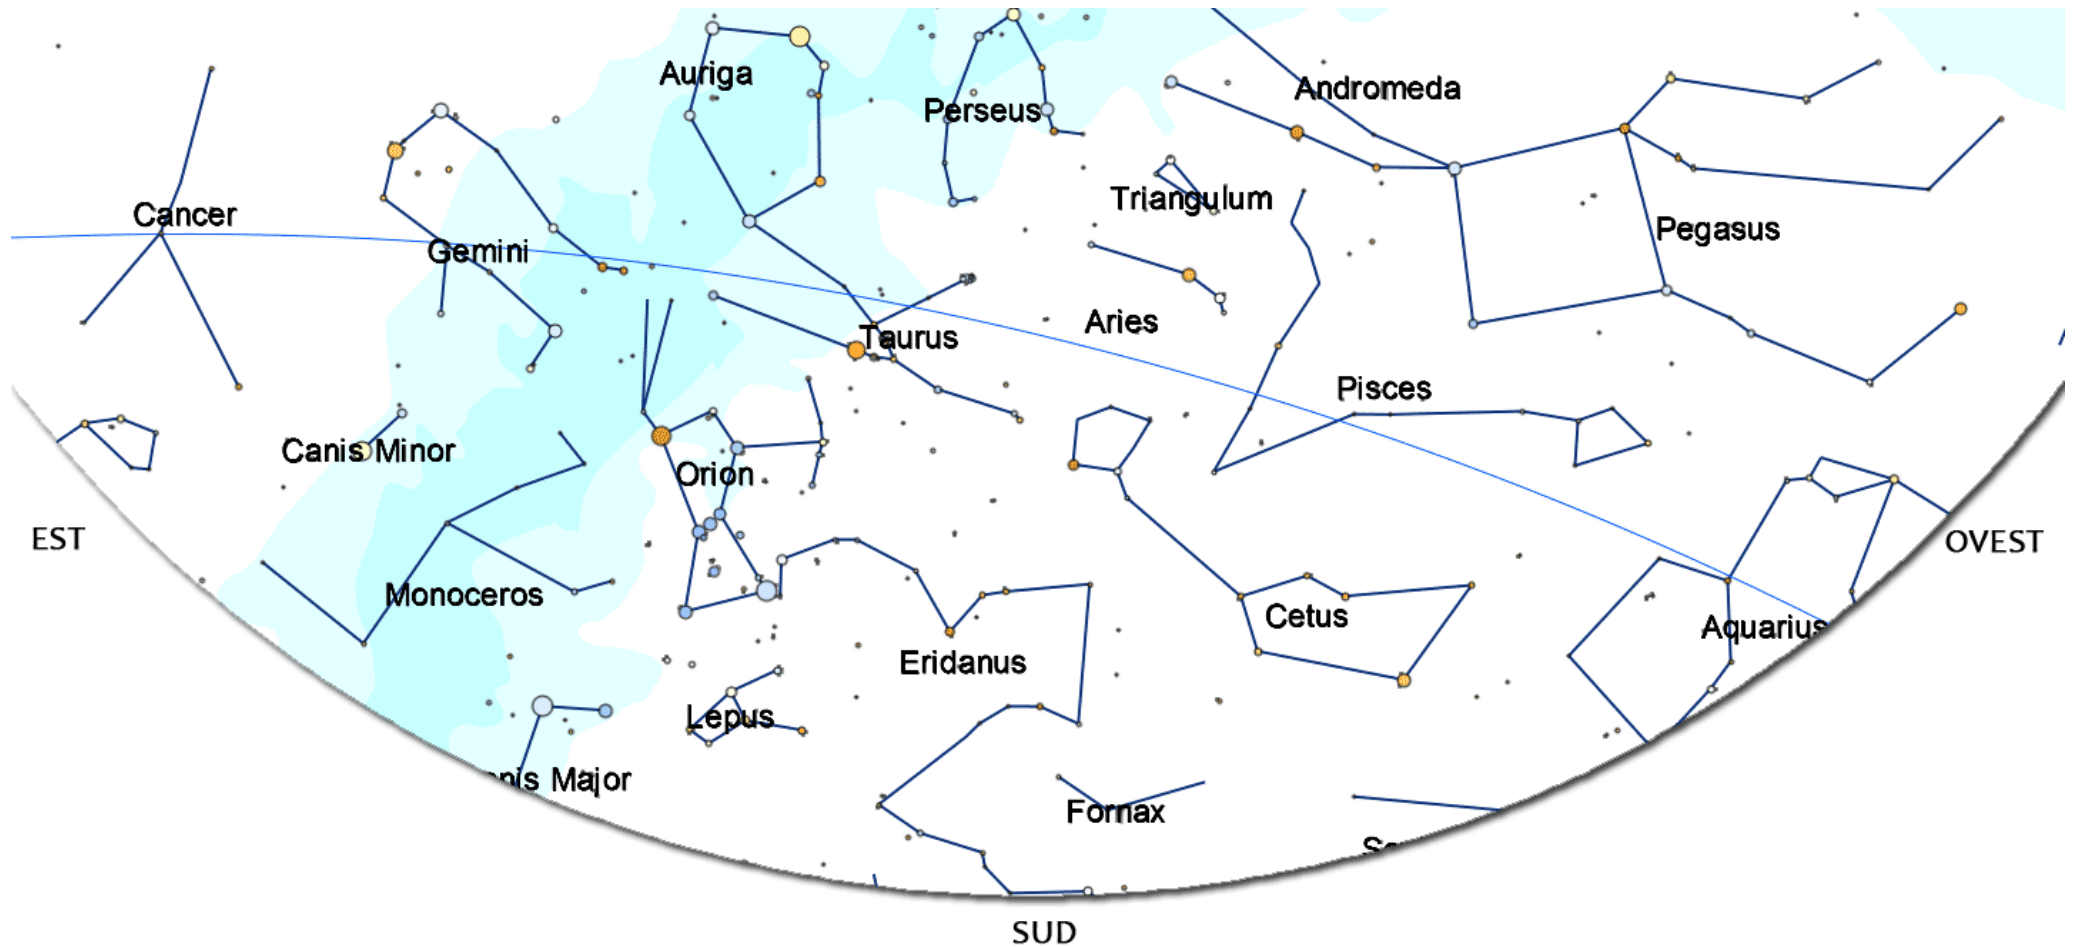 Auriga
Andromeda
Perseus
Triangulum
Cancer
Pegasus
Gemini
Aries
Taurus
Pisces
Canis Minor
Orion
EST
OVEST
Monoceros
Cetus
Aquarius
Eridanus
Lepus
Major
Fornax
SUD